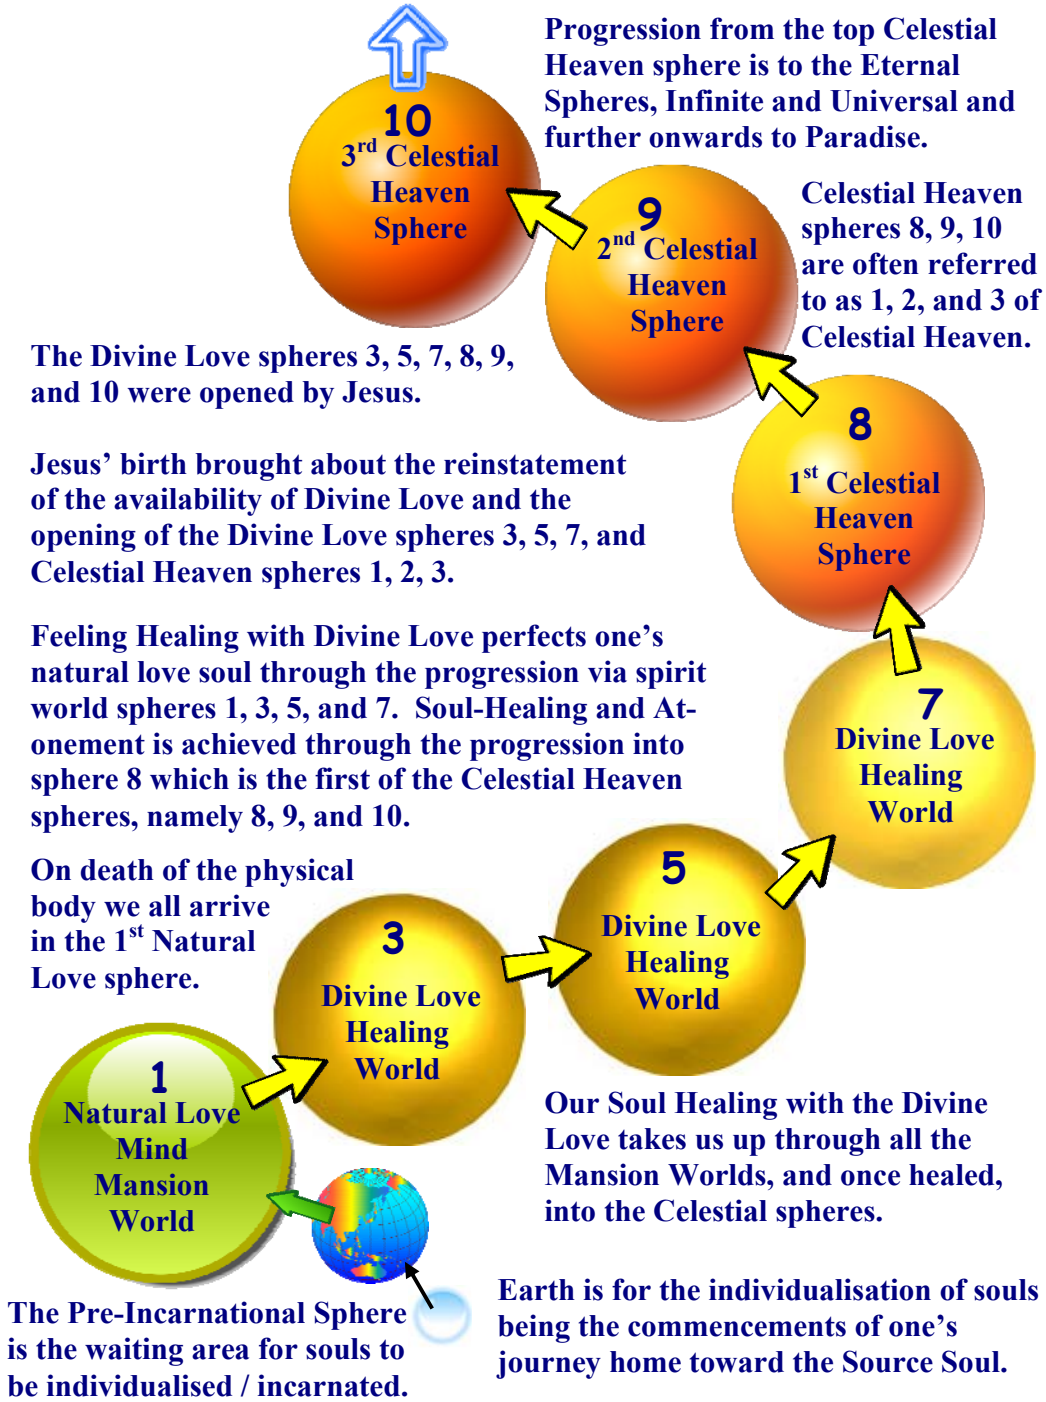 Progression from the top Celestial
Heaven sphere is to the Eternal
Spheres, Infinite and Universal and
further onwards to Paradise.
10
3rd Celestial
Heaven
Sphere
9
2nd Celestial
Heaven
Sphere
Celestial Heaven
spheres 8, 9, 10
are often referred
to as 1, 2, and 3 of
Celestial Heaven.
The Divine Love spheres 3, 5, 7, 8, 9,
and 10 were opened by Jesus.
8
1st Celestial
Heaven
Sphere
Jesus’ birth brought about the reinstatement
of the availability of Divine Love and the
opening of the Divine Love spheres 3, 5, 7, and
Celestial Heaven spheres 1, 2, 3.
Feeling Healing with Divine Love perfects one’s
natural love soul through the progression via spirit
world spheres 1, 3, 5, and 7.  Soul-Healing and At-
onement is achieved through the progression into
sphere 8 which is the first of the Celestial Heaven
spheres, namely 8, 9, and 10.
7
Divine Love
Healing
World
On death of the physical
body we all arrive
in the 1st Natural
Love sphere.
5
Divine Love
Healing
World
3
Divine Love
Healing
World
1
Natural Love
Mind
Mansion
World
Our Soul Healing with the Divine
Love takes us up through all the
Mansion Worlds, and once healed,
into the Celestial spheres.
The Pre-Incarnational Sphere
is the waiting area for souls to
be individualised / incarnated.
Earth is for the individualisation of souls
being the commencements of one’s
journey home toward the Source Soul.